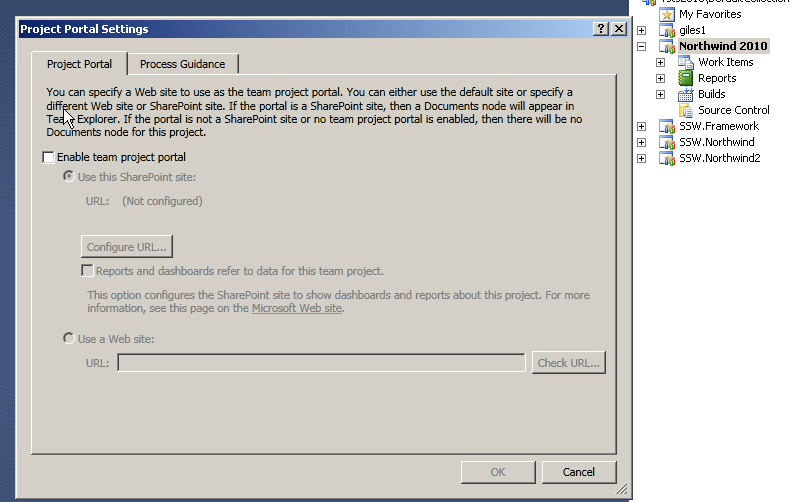 Project Portal Settings
Project Portal
Process Guidance
You can specify a Web site to use as the team project portal. You can either use the default site or specify a
different Web site or SharePoint site. If the portal is a SharePoint site, then a Documents node will appear in
Team Explorer. If the portal is not a SharePoint site or no team project portal is enabled, then there will be no
Documents node for this project.
Enable team project portal
Use this SharePoint site:
URL: (Not configured)
Configure URL...
Reports and dashboards refer to data for this team project.
This option configures the SharePoint site to show dashboards and reports about this project. For more
information, see this page on the Microsoft Web site.
Use a Web site:
URL:
Check URL...
OK
Cancel
My Favorites
giles1
Northwind 2010
Work Items
Reports
Builds
Source Control
SSW.Framework
SSW.Northwind
SSW.Northwind2